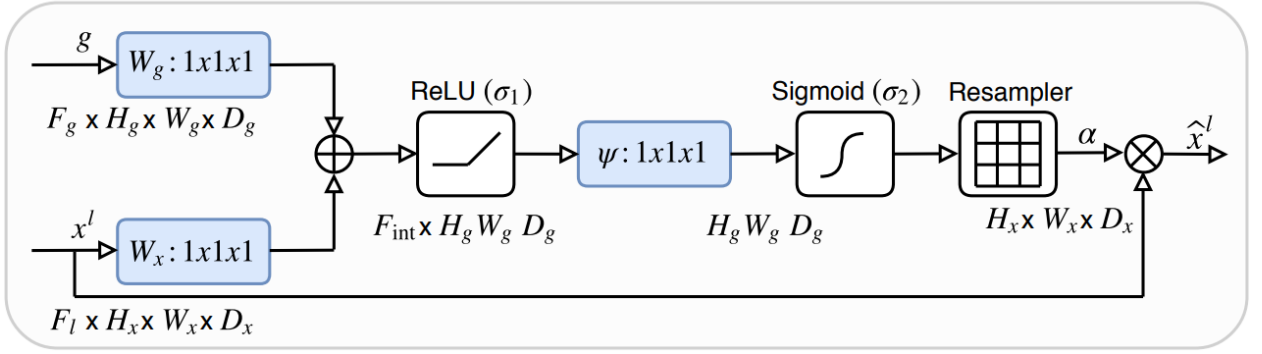 g
W_g : 1x1x1
F_g x H_g x W_g x D_g
ReLU (σ_1)
Sigmoid (σ_2)
Resampler
ψ : 1x1x1
α
x̂^l
x^l
W_x : 1x1x1
F_int x H_g W_g D_g
H_g W_g D_g
H_x x W_x x D_x
F_l x H_x x W_x x D_x